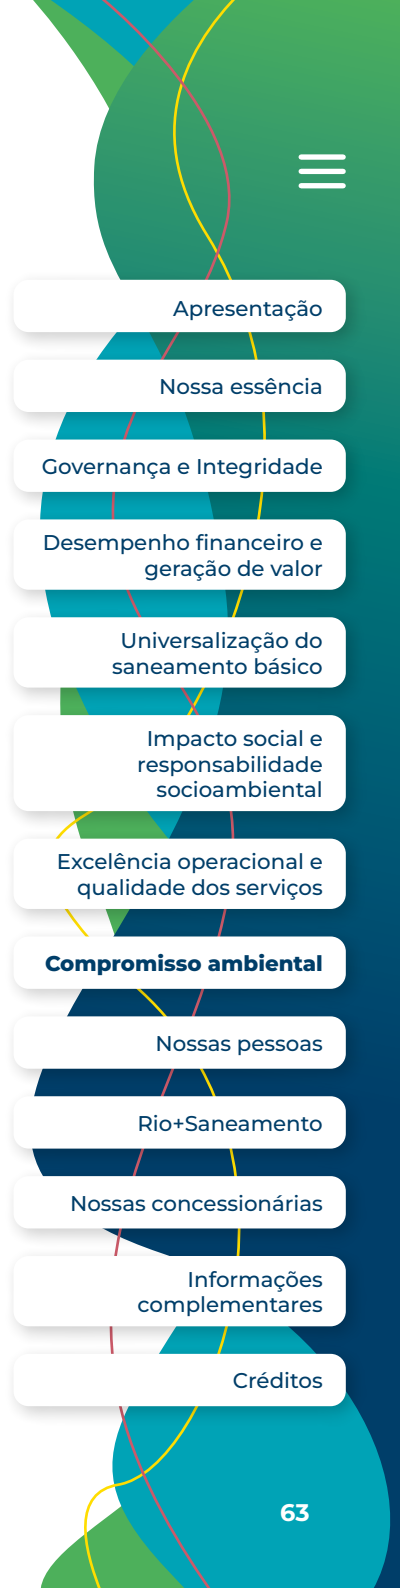 Apresentação
Nossa essência
Governança e Integridade
Desempenho financeiro e
geração de valor
Universalização do
saneamento básico
Impacto social e
responsabilidade
socioambiental
Excelência operacional e
qualidade dos serviços
Compromisso ambiental
Nossas pessoas
Rio+Saneamento
Nossas concessionárias
Informações
complementares
Créditos
63